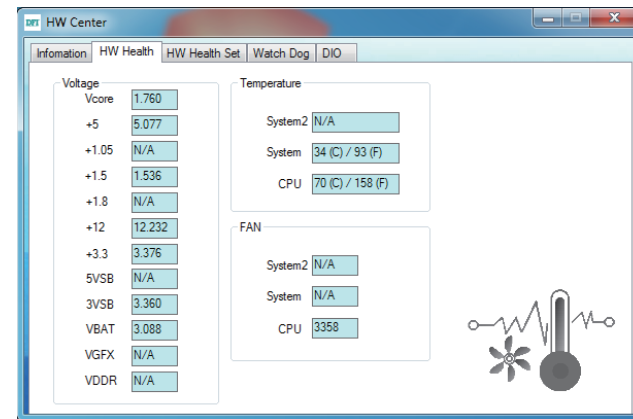 DFI HW Center
Infomation HW Health HW Health Set Watch Dog DIO
Voltage
Vcore 1.760
+5 5.077
+1.05 N/A
+1.5 1.536
+1.8 N/A
+12 12.232
+3.3 3.376
5VSB N/A
3VSB 3.360
VBAT 3.088
VGFX N/A
VDDR N/A
Temperature
System2 N/A
System 34 (C) / 93 (F)
CPU 70 (C) / 158 (F)
FAN
System2 N/A
System N/A
CPU 3358